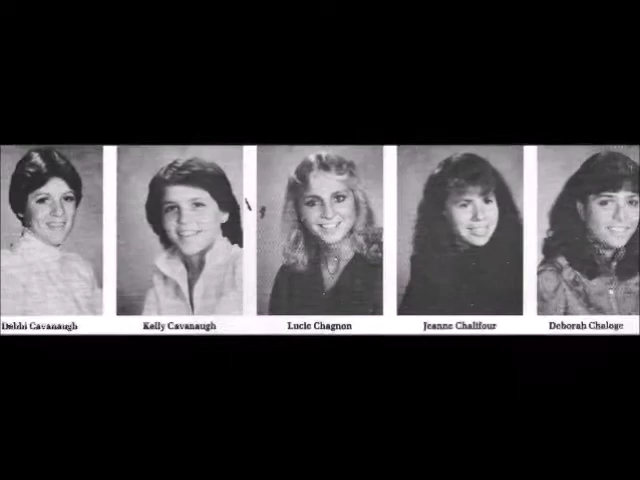 Debbi Cavanaugh
Kelly Cavanaugh
Lucie Chagnon
Jeanne Chalifour
Deborah Chaloge